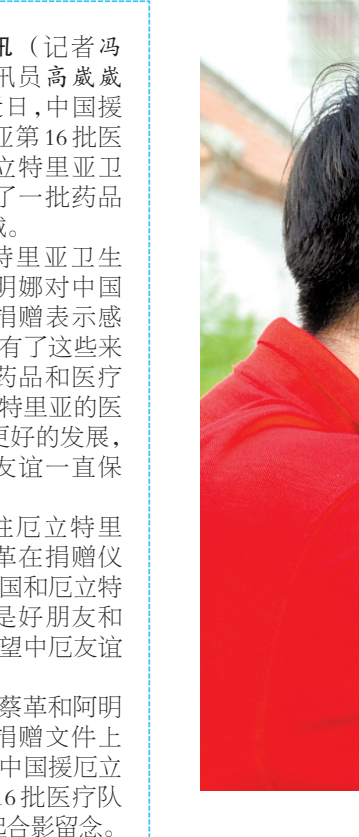 讯（记者冯
讯员高崴崴
近日,中国援
亚第16批医
立特里亚卫
了一批药品
械。
特里亚卫生
明娜对中国
捐赠表示感
有了这些来
药品和医疗
特里亚的医
更好的发展,
友谊一直保
驻厄立特里
革在捐赠仪
国和厄立特
是好朋友和
望中厄友谊
蔡革和阿明
捐赠文件上
中国援厄立
16批医疗队
起合影留念。